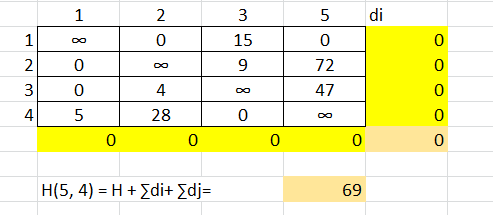 1 2 3 5 di
1 ∞ 0 15 0 0
2 0 ∞ 9 72 0
3 0 4 ∞ 47 0
4 5 28 0 ∞ 0
0 0 0 0 0
H(5, 4) = H + ∑di+ ∑dj= 69